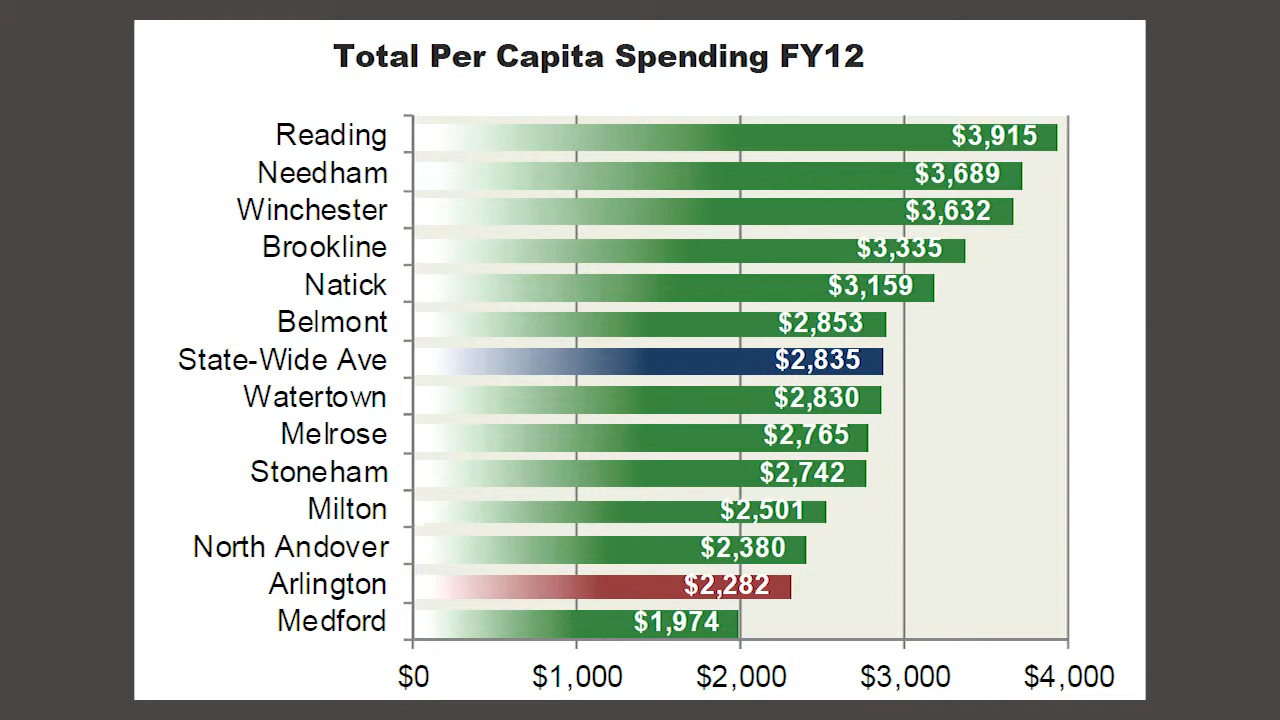 Total Per Capita Spending FY12
Reading $3,915
Needham $3,689
Winchester $3,632
Brookline $3,335
Natick $3,159
Belmont $2,853
State-Wide Ave $2,835
Watertown $2,830
Melrose $2,765
Stoneham $2,742
Milton $2,501
North Andover $2,380
Arlington $2,282
Medford $1,974
$0 $1,000 $2,000 $3,000 $4,000